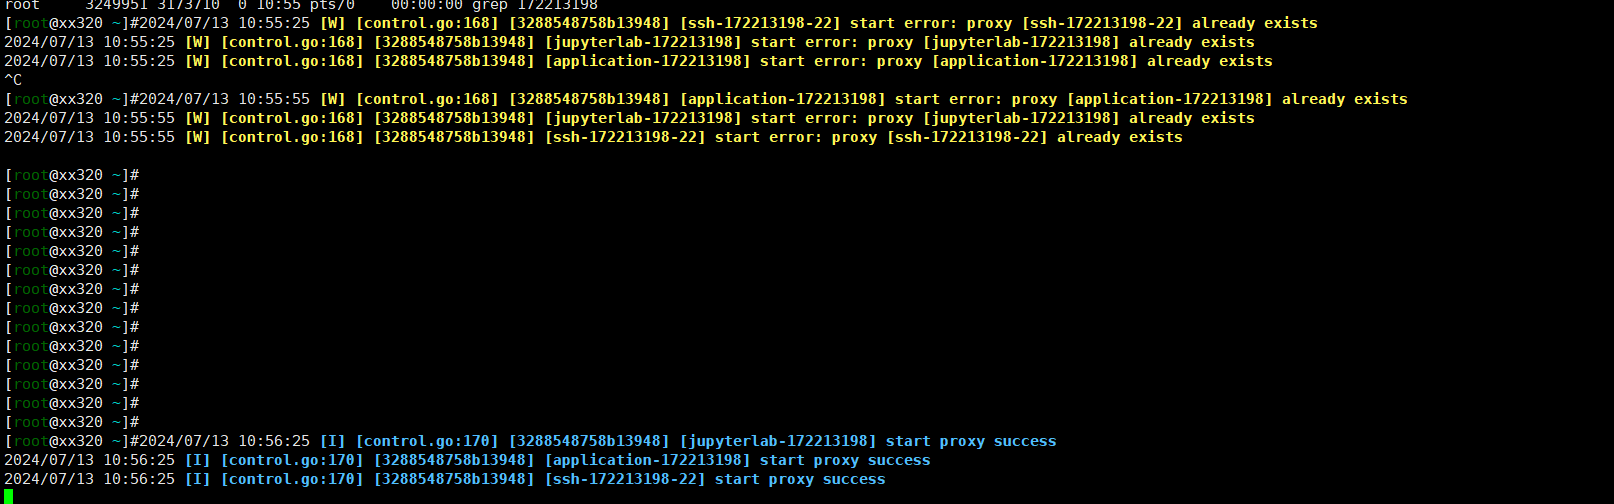 root     3249951 3173710  0 10:55 pts/0    00:00:00 grep 172213198
[root@xx320 ~]#2024/07/13 10:55:25 [W] [control.go:168] [3288548758b13948] [ssh-172213198-22] start error: proxy [ssh-172213198-22] already exists
2024/07/13 10:55:25 [W] [control.go:168] [3288548758b13948] [jupyterlab-172213198] start error: proxy [jupyterlab-172213198] already exists
2024/07/13 10:55:25 [W] [control.go:168] [3288548758b13948] [application-172213198] start error: proxy [application-172213198] already exists
^C
[root@xx320 ~]#2024/07/13 10:55:55 [W] [control.go:168] [3288548758b13948] [application-172213198] start error: proxy [application-172213198] already exists
2024/07/13 10:55:55 [W] [control.go:168] [3288548758b13948] [jupyterlab-172213198] start error: proxy [jupyterlab-172213198] already exists
2024/07/13 10:55:55 [W] [control.go:168] [3288548758b13948] [ssh-172213198-22] start error: proxy [ssh-172213198-22] already exists
[root@xx320 ~]#
[root@xx320 ~]#
[root@xx320 ~]#
[root@xx320 ~]#
[root@xx320 ~]#
[root@xx320 ~]#
[root@xx320 ~]#
[root@xx320 ~]#
[root@xx320 ~]#
[root@xx320 ~]#
[root@xx320 ~]#
[root@xx320 ~]#
[root@xx320 ~]#
[root@xx320 ~]#
[root@xx320 ~]#2024/07/13 10:56:25 [I] [control.go:170] [3288548758b13948] [jupyterlab-172213198] start proxy success
2024/07/13 10:56:25 [I] [control.go:170] [3288548758b13948] [application-172213198] start proxy success
2024/07/13 10:56:25 [I] [control.go:170] [3288548758b13948] [ssh-172213198-22] start proxy success